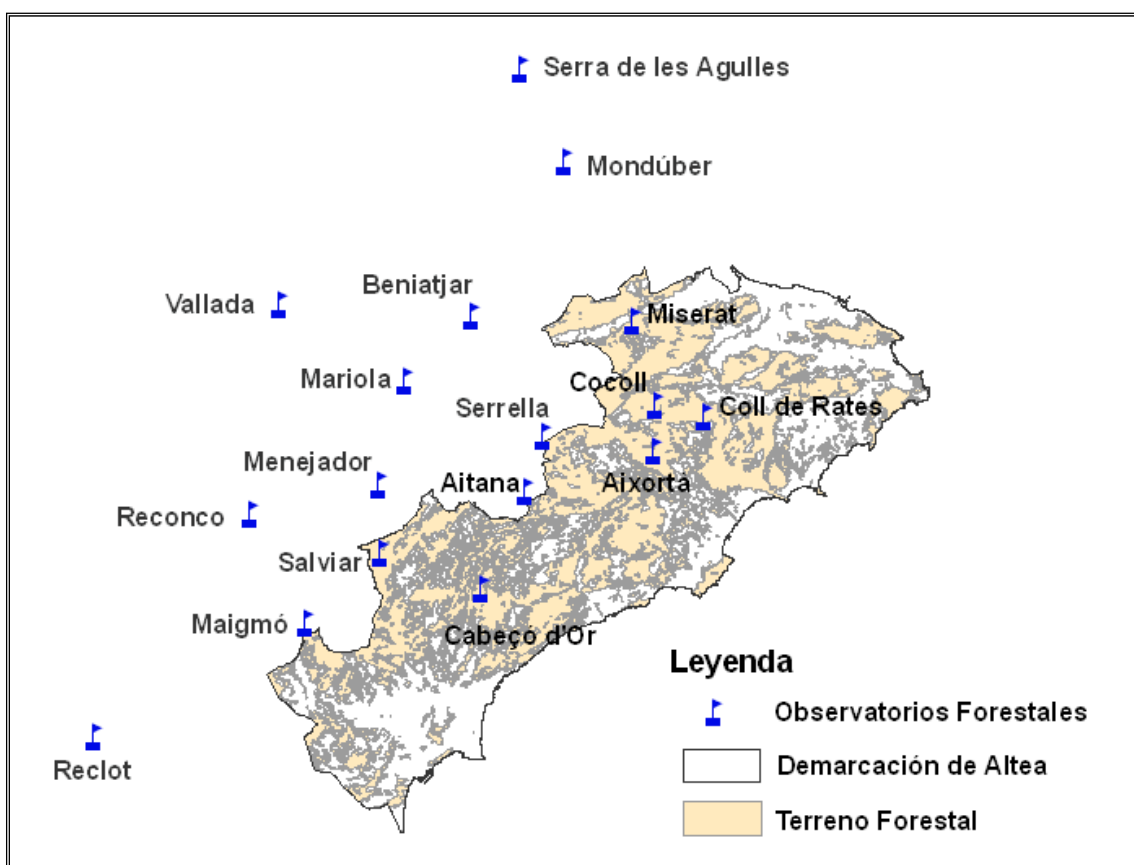 Serra de les Agulles
Mondúber
Beniatjar
Vallada
Miserat
Mariola
Cocoll
Serrella
Coll de Rates
Menejador
Aitana
Aixortà
Reconco
Salviar
Maigmó
Cabeçó d'Or
Leyenda
Observatorios Forestales
Demarcación de Altea
Reclot
Terreno Forestal